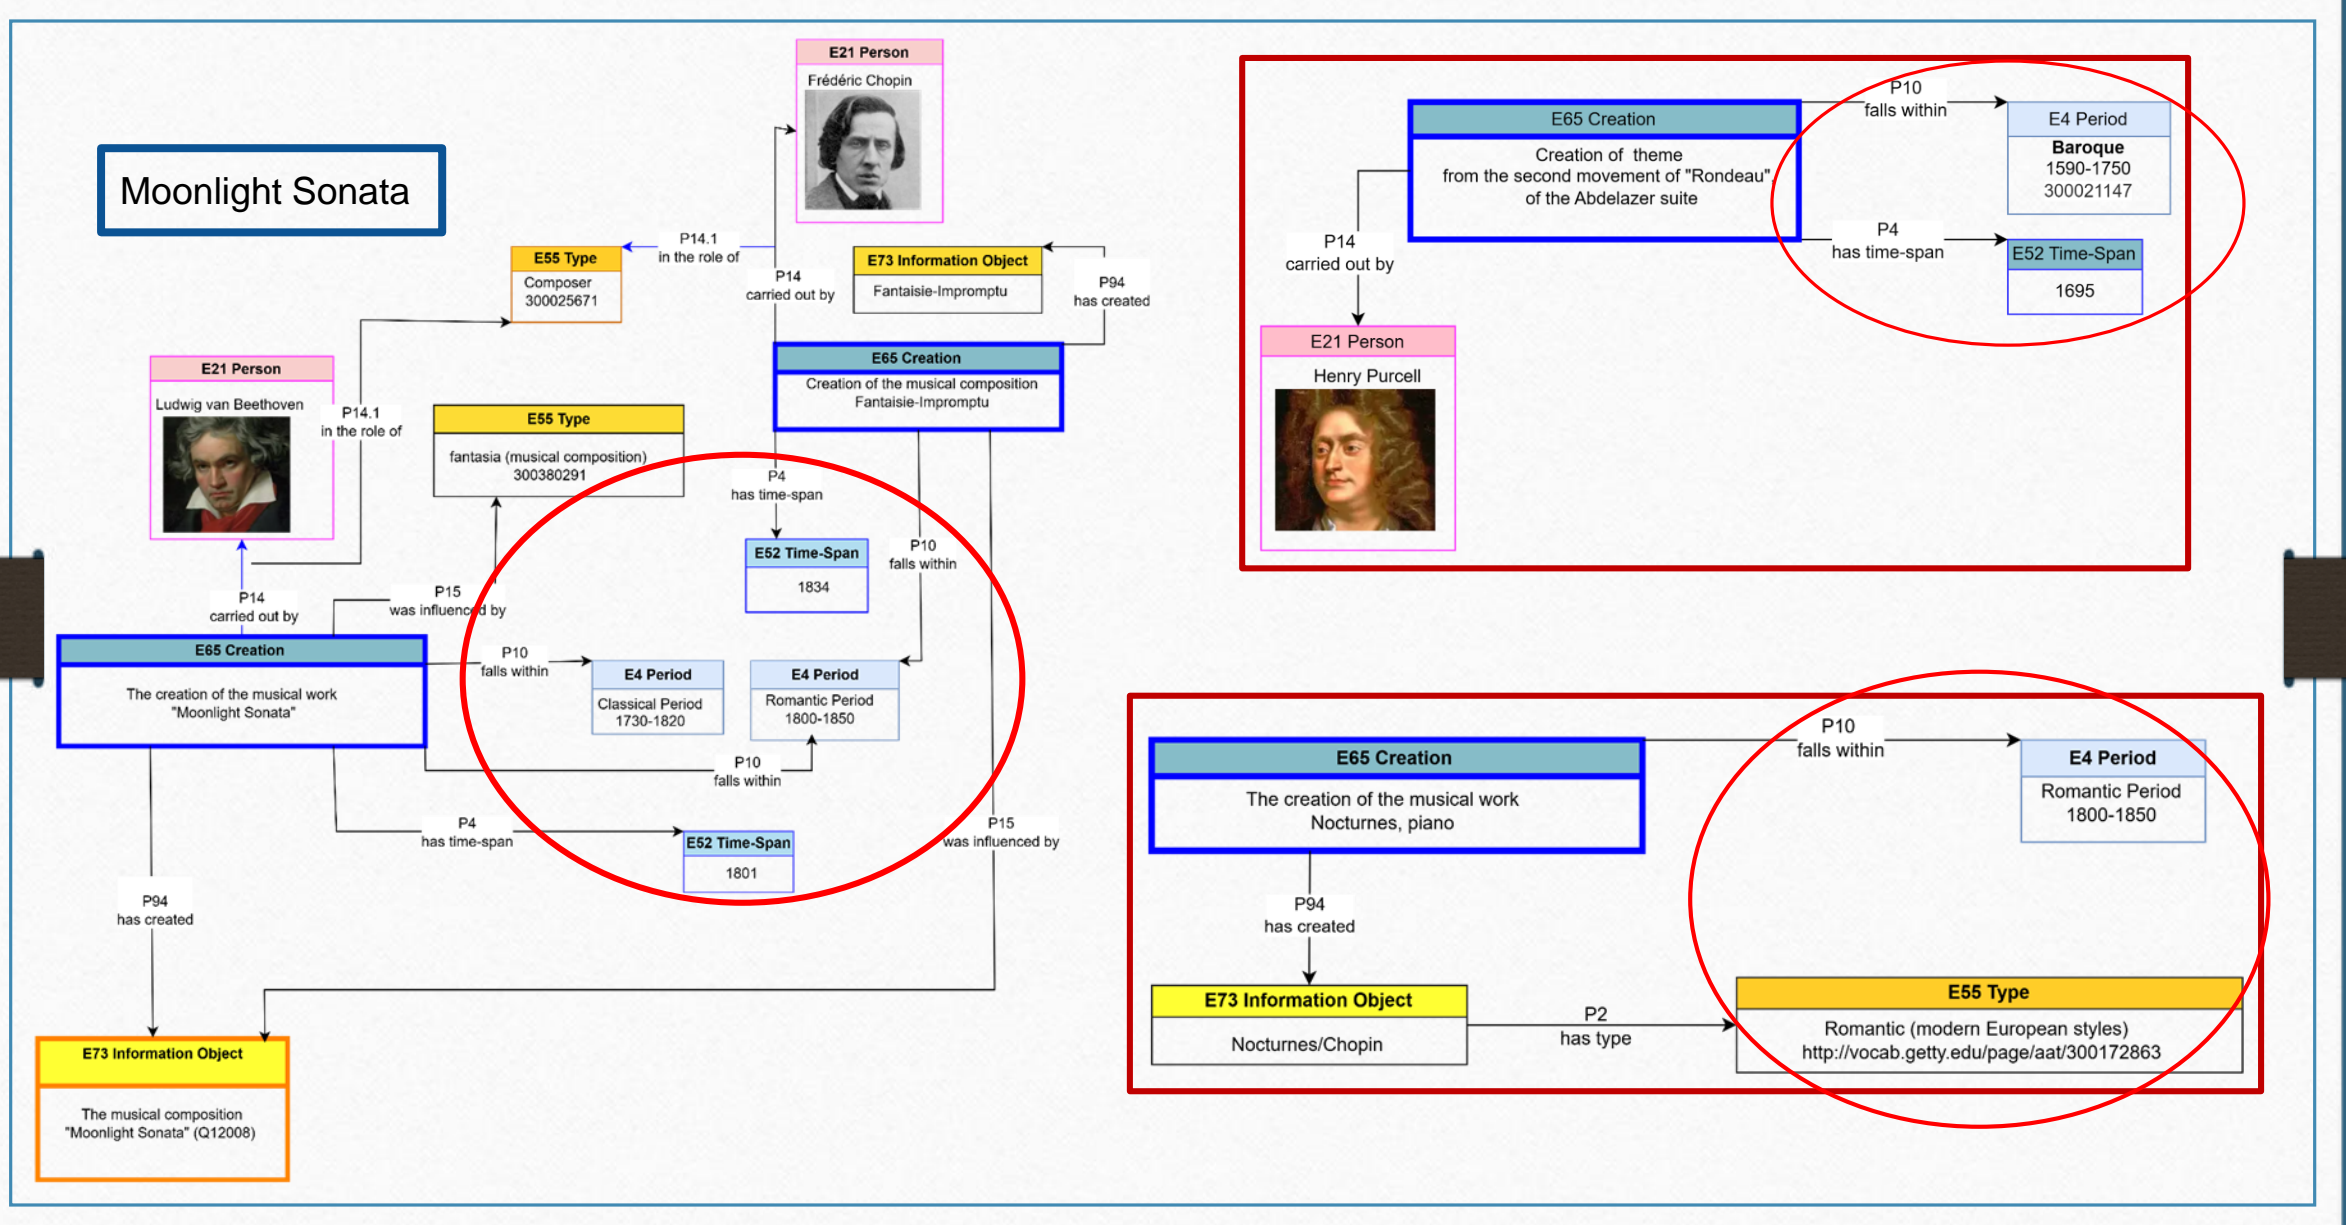 Moonlight Sonata
E21 Person
Frédéric Chopin
P14.1
in the role of
E55 Type
Composer
300025671
P14
carried out by
E73 Information Object
Fantaisie-Impromptu
P94
has created
E65 Creation
Creation of the musical composition
Fantaisie-Impromptu
E21 Person
Ludwig van Beethoven
P14.1
in the role of
E55 Type
fantasia (musical composition)
300380291
P4
has time-span
E52 Time-Span
1834
P10
falls within
P14
carried out by
P15
was influenced by
E65 Creation
The creation of the musical work
"Moonlight Sonata"
P10
falls within
E4 Period
Classical Period
1730-1820
E4 Period
Romantic Period
1800-1850
P10
falls within
P4
has time-span
E52 Time-Span
1801
P15
was influenced by
P94
has created
E73 Information Object
The musical composition
"Moonlight Sonata" (Q12008)
E65 Creation
Creation of theme
from the second movement of "Rondeau",
of the Abdelazer suite
P10
falls within
E4 Period
Baroque
1590-1750
300021147
P4
has time-span
E52 Time-Span
1695
P14
carried out by
E21 Person
Henry Purcell
E65 Creation
The creation of the musical work
Nocturnes, piano
P10
falls within
E4 Period
Romantic Period
1800-1850
P94
has created
E73 Information Object
Nocturnes/Chopin
P2
has type
E55 Type
Romantic (modern European styles)
http://vocab.getty.edu/page/aat/300172863